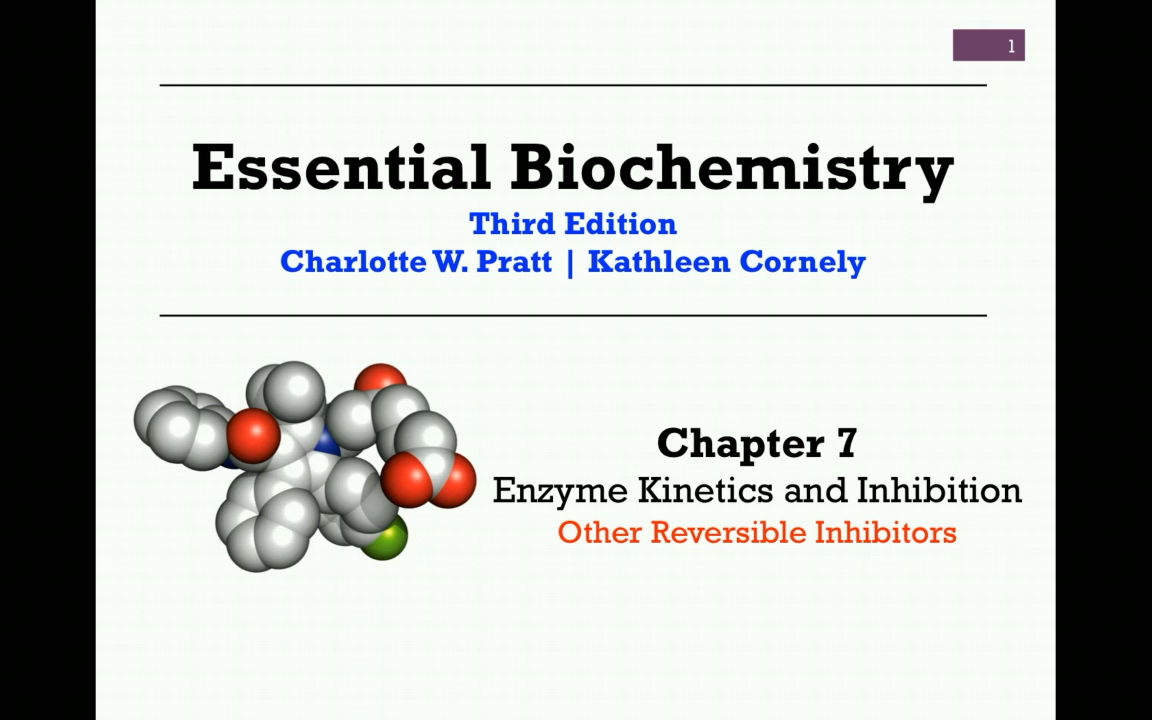 1
Essential Biochemistry
Third Edition
Charlotte W. Pratt | Kathleen Cornely
Chapter 7
Enzyme Kinetics and Inhibition
Other Reversible Inhibitors